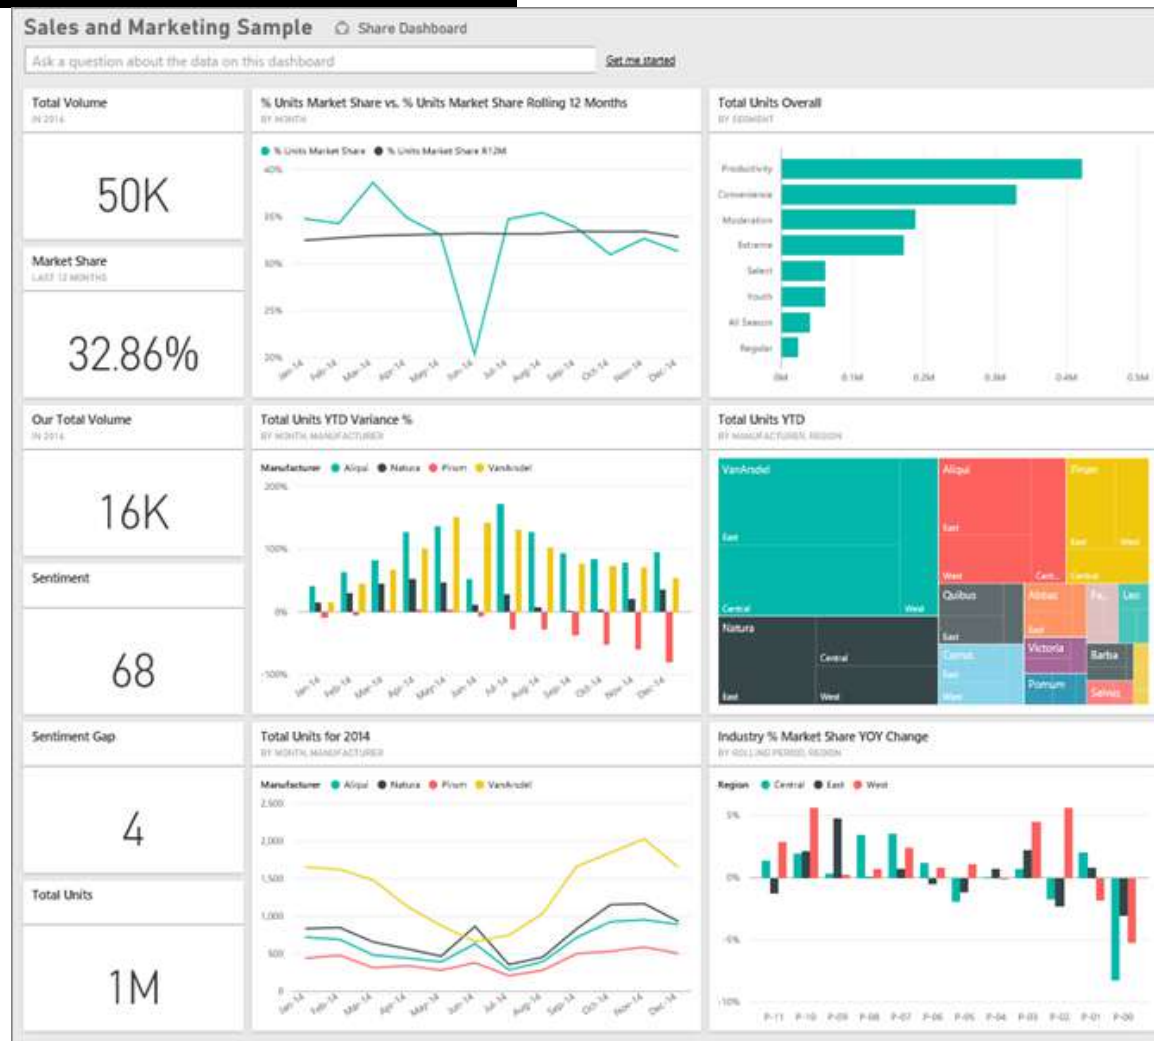 Sales and Marketing Sample Share Dashboard
Ask a question about the data on this dashboard Get me started
Total Volume
IN 2014
50K
Market Share
LAST 12 MONTHS
32.86%
Our Total Volume
IN 2014
16K
Sentiment
68
Sentiment Gap
4
Total Units
1M
% Units Market Share vs. % Units Market Share Rolling 12 Months
BY MONTH
% Units Market Share % Units Market Share R12M
40%
35%
30%
25%
20%
Jan-14 Feb-14 Mar-14 Apr-14 May-14 Jun-14 Jul-14 Aug-14 Sep-14 Oct-14 Nov-14 Dec-14
Total Units Overall
BY SEGMENT
Productivity
Convenience
Moderation
Extreme
Select
Youth
All Season
Regular
0M 0.1M 0.2M 0.3M 0.4M 0.5M
Total Units YTD Variance %
BY MONTH, MANUFACTURER
Manufacturer Aliqui Natura Pirum VanArsdel
200%
100%
0%
-100%
Jan-14 Feb-14 Mar-14 Apr-14 May-14 Jun-14 Jul-14 Aug-14 Sep-14 Oct-14 Nov-14 Dec-14
Total Units YTD
BY MANUFACTURER, REGION
VanArsdel
East
Central
West
Natura
East
Central
West
Aliqui
East
West
Cent...
Pirum
East
West
Central
Quibus
East
Currus
East
West
Abbas
East
Victoria
Pomum
Fa...
Leo
Barba
Salvus
Total Units for 2014
BY MONTH, MANUFACTURER
Manufacturer Aliqui Natura Pirum VanArsdel
2,500
2,000
1,500
1,000
500
0
Jan-14 Feb-14 Mar-14 Apr-14 May-14 Jun-14 Jul-14 Aug-14 Sep-14 Oct-14 Nov-14 Dec-14
Industry % Market Share YOY Change
BY ROLLING PERIOD, REGION
Region Central East West
5%
0%
-5%
-10%
P-11 P-10 P-09 P-08 P-07 P-06 P-05 P-04 P-03 P-02 P-01 P-00